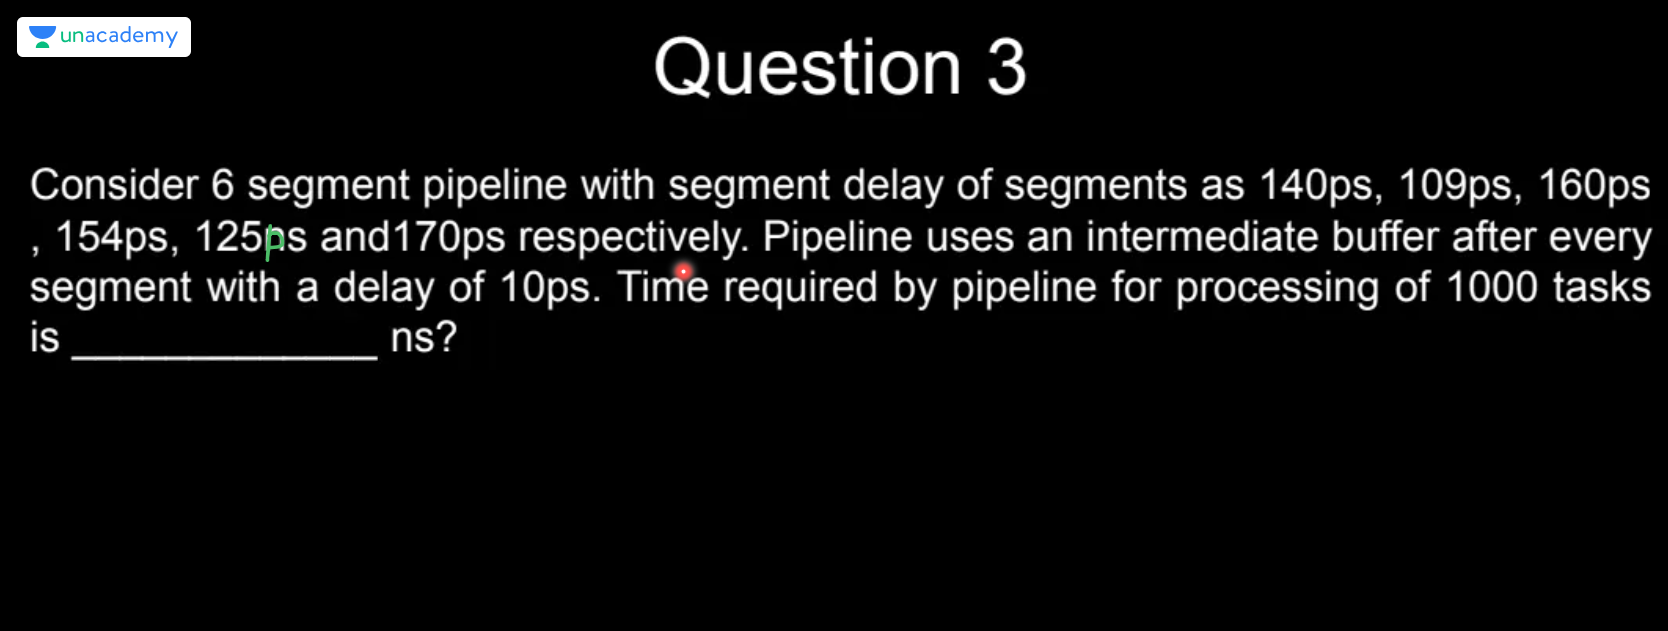 unacademy
Question 3
Consider 6 segment pipeline with segment delay of segments as 140ps, 109ps, 160ps
, 154ps, 125ps and170ps respectively. Pipeline uses an intermediate buffer after every
segment with a delay of 10ps. Time required by pipeline for processing of 1000 tasks
is _____________ ns?